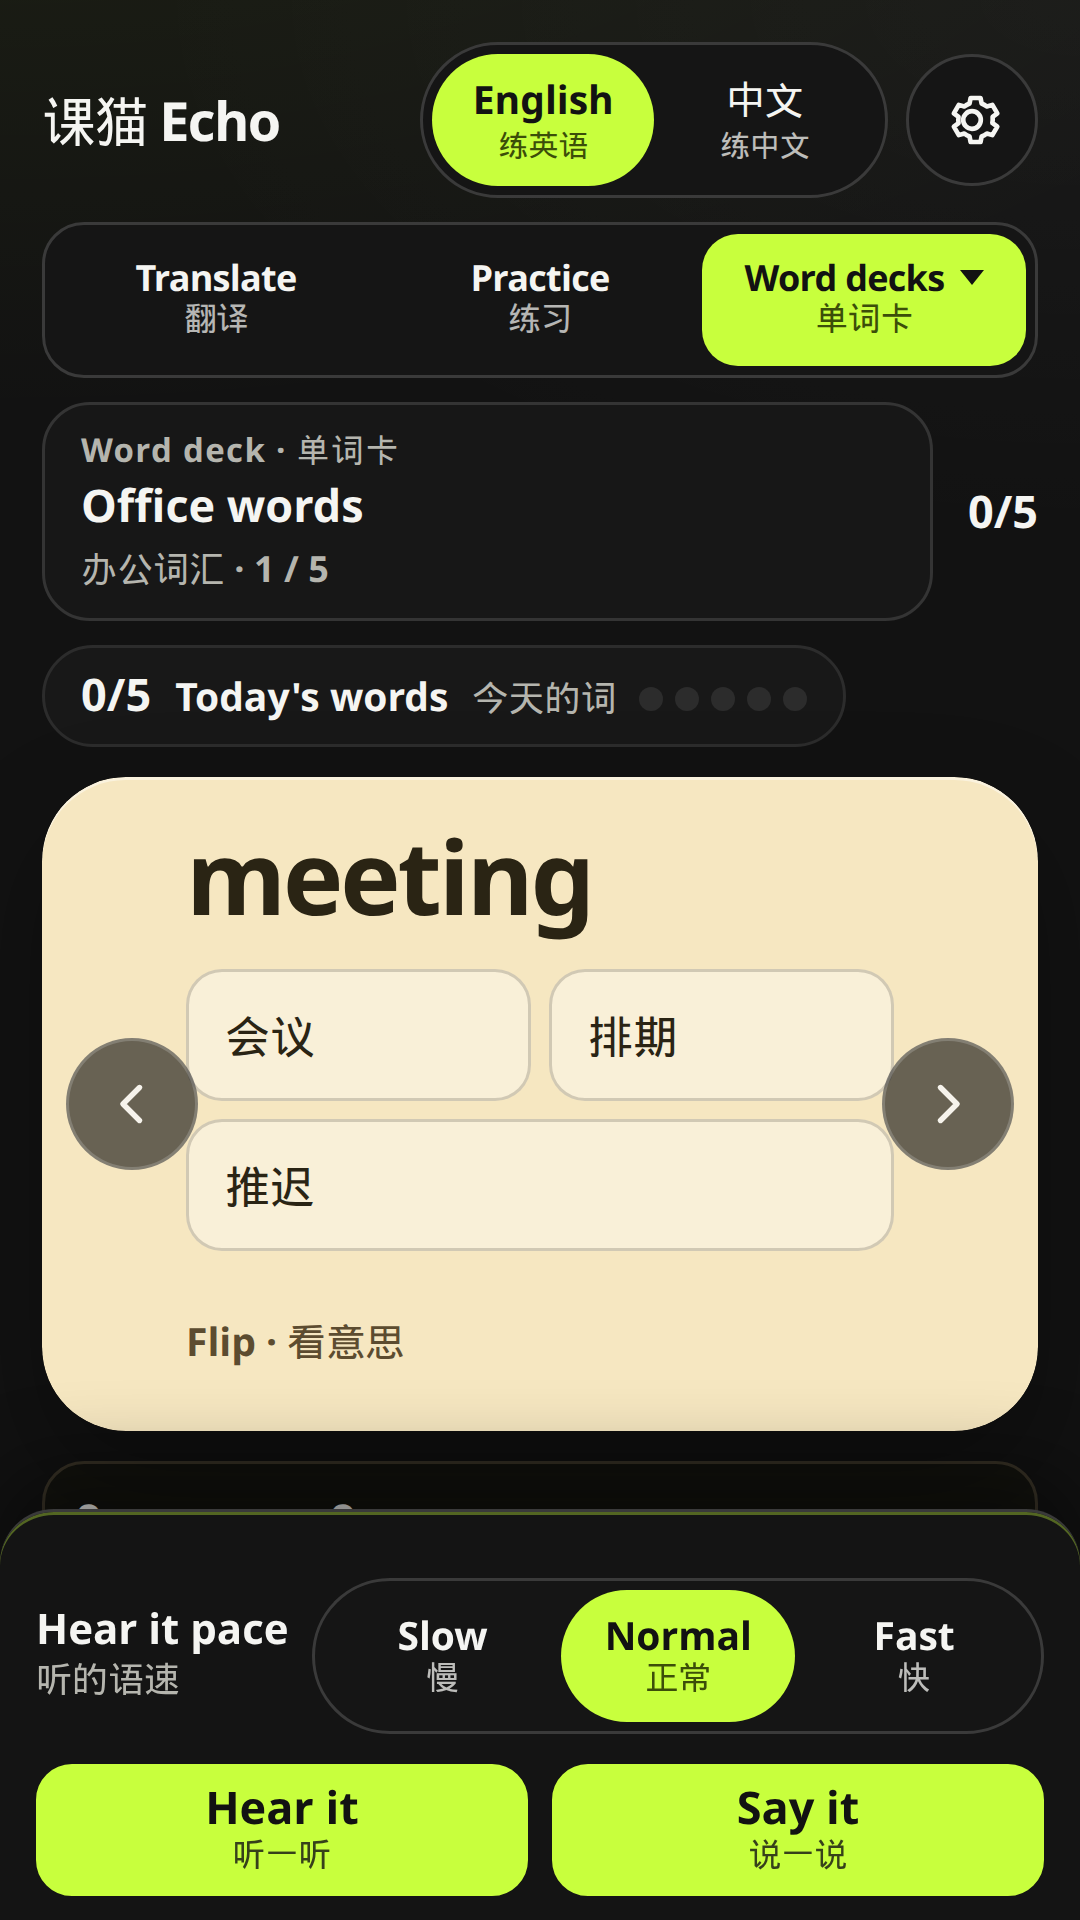 课猫 Echo
English
练英语
中文
练中文
Translate
翻译
Practice
练习
Word decks
单词卡
Word deck · 单词卡
Office words
办公词汇 · 1 / 5
0/5
0/5 Today's words 今天的词
meeting
会议
排期
推迟
Flip · 看意思
Hear it pace
听的语速
Slow
慢
Normal
正常
Fast
快
Hear it
听一听
Say it
说一说